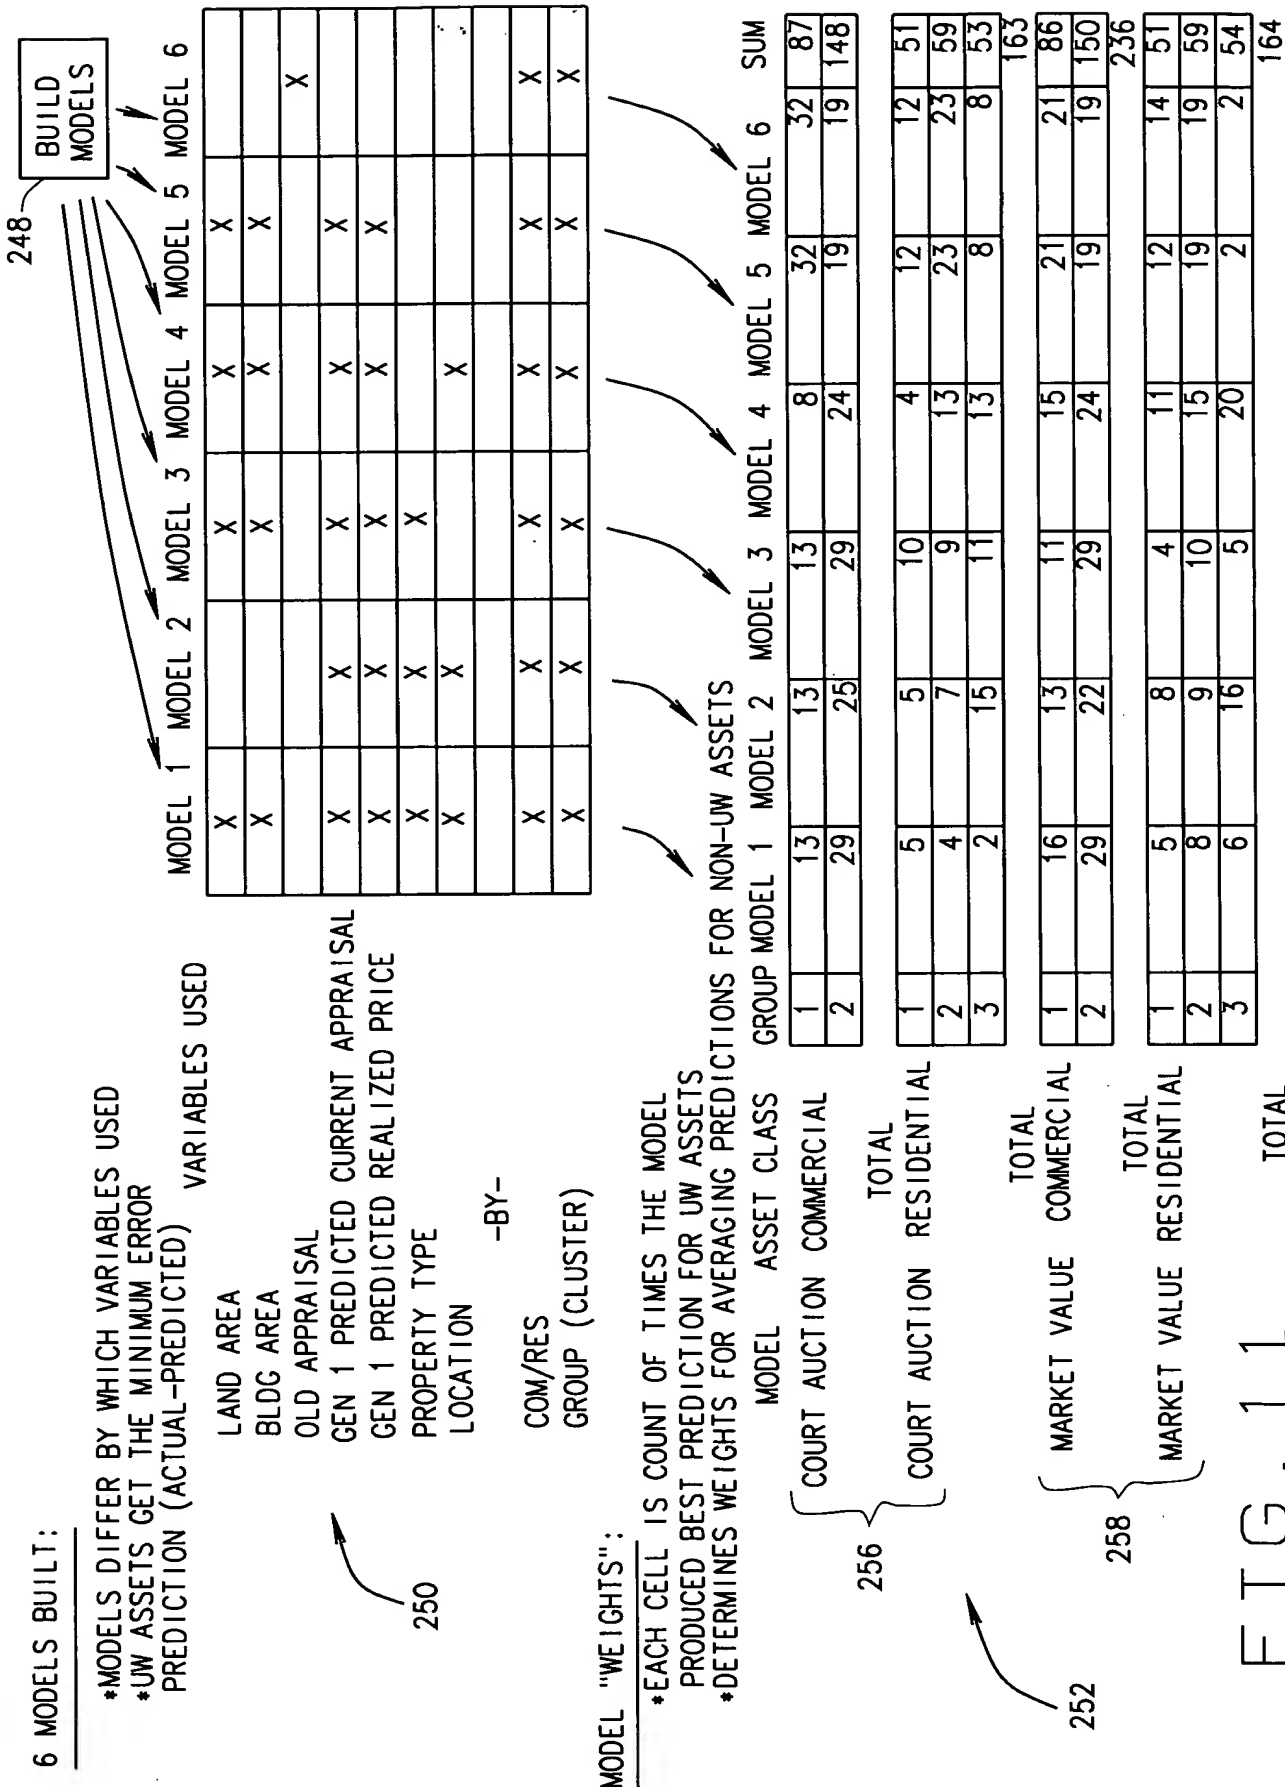 248
BUILD
MODELS
6 MODELS BUILT:
*MODELS DIFFER BY WHICH VARIABLES USED
*UW ASSETS GET THE MINIMUM ERROR
PREDICTION (ACTUAL-PREDICTED)
VARIABLES USED
MODEL 1 MODEL 2 MODEL 3 MODEL 4 MODEL 5 MODEL 6
LAND AREA X X X X
BLDG AREA X X X X
OLD APPRAISAL X
GEN 1 PREDICTED CURRENT APPRAISAL X X X X X
GEN 1 PREDICTED REALIZED PRICE X X X X X
PROPERTY TYPE X X X
LOCATION X X X
-BY-
COM/RES X X X X X X
GROUP (CLUSTER) X X X X X X
250
MODEL "WEIGHTS":
*EACH CELL IS COUNT OF TIMES THE MODEL
PRODUCED BEST PREDICTION FOR UW ASSETS
*DETERMINES WEIGHTS FOR AVERAGING PREDICTIONS FOR NON-UW ASSETS
MODEL ASSET CLASS GROUP MODEL 1 MODEL 2 MODEL 3 MODEL 4 MODEL 5 MODEL 6 SUM
COURT AUCTION COMMERCIAL 1 13 13 13 8 32 32 87
2 29 25 29 24 19 19 148
TOTAL
COURT AUCTION RESIDENTIAL 1 5 5 10 4 12 12 51
2 4 7 9 13 23 23 59
3 2 15 11 13 8 8 53
TOTAL 163
MARKET VALUE COMMERCIAL 1 16 13 11 15 21 21 86
2 29 22 29 24 19 19 150
TOTAL 236
MARKET VALUE RESIDENTIAL 1 5 8 4 11 12 14 51
2 8 9 10 15 19 19 59
3 6 16 5 20 2 2 54
TOTAL 164
256
258
252
FIG. 11